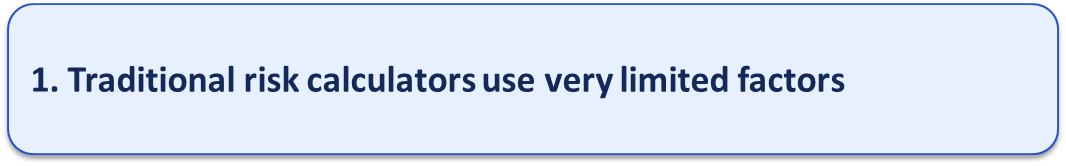 1. Traditional risk calculators use very limited factors